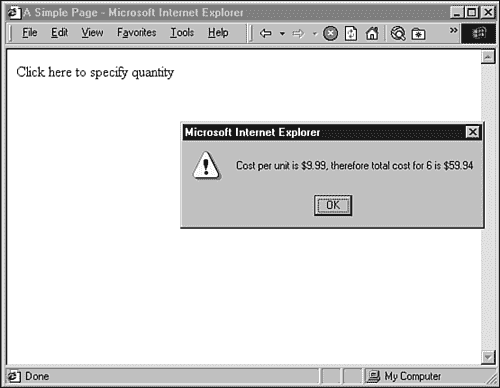 A Simple Page - Microsoft Internet Explorer
File Edit View Favorites Tools Help »
Click here to specify quantity
Microsoft Internet Explorer
Cost per unit is $9.99, therefore total cost for 6 is $59.94
OK
Done My Computer